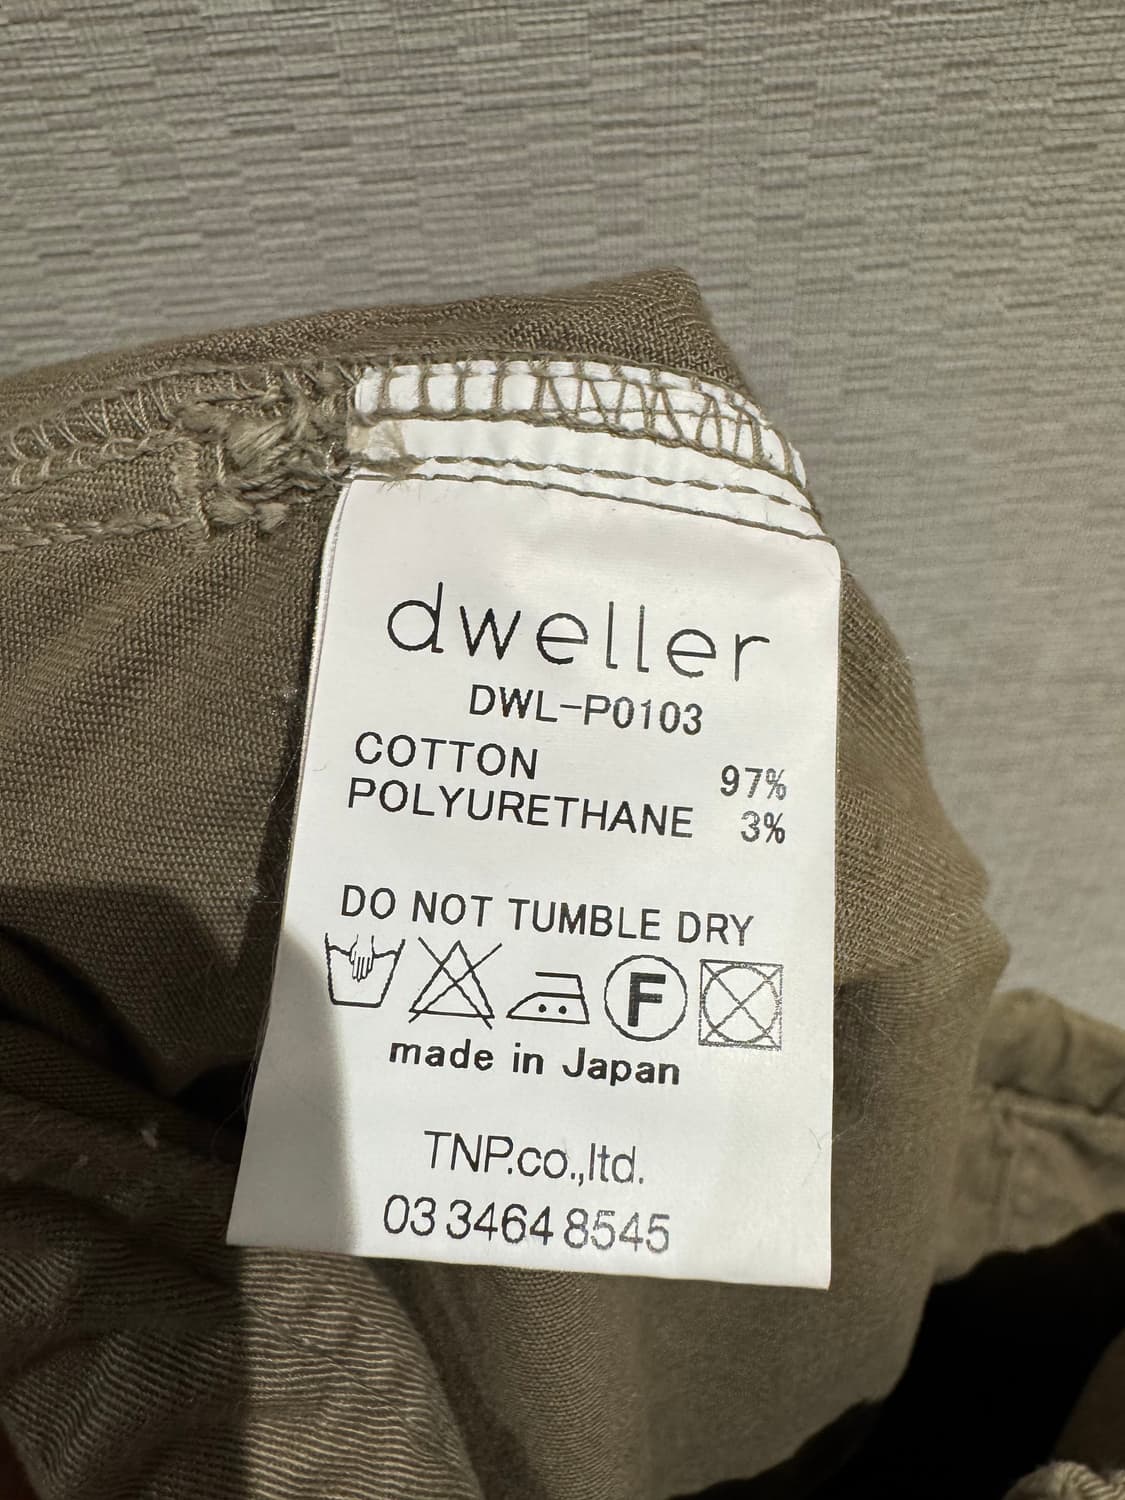 dweller
DWL-P0103
COTTON 97%
POLYURETHANE 3%
DO NOT TUMBLE DRY
F
made in Japan
TNP.co.,ltd.
03 3464 8545